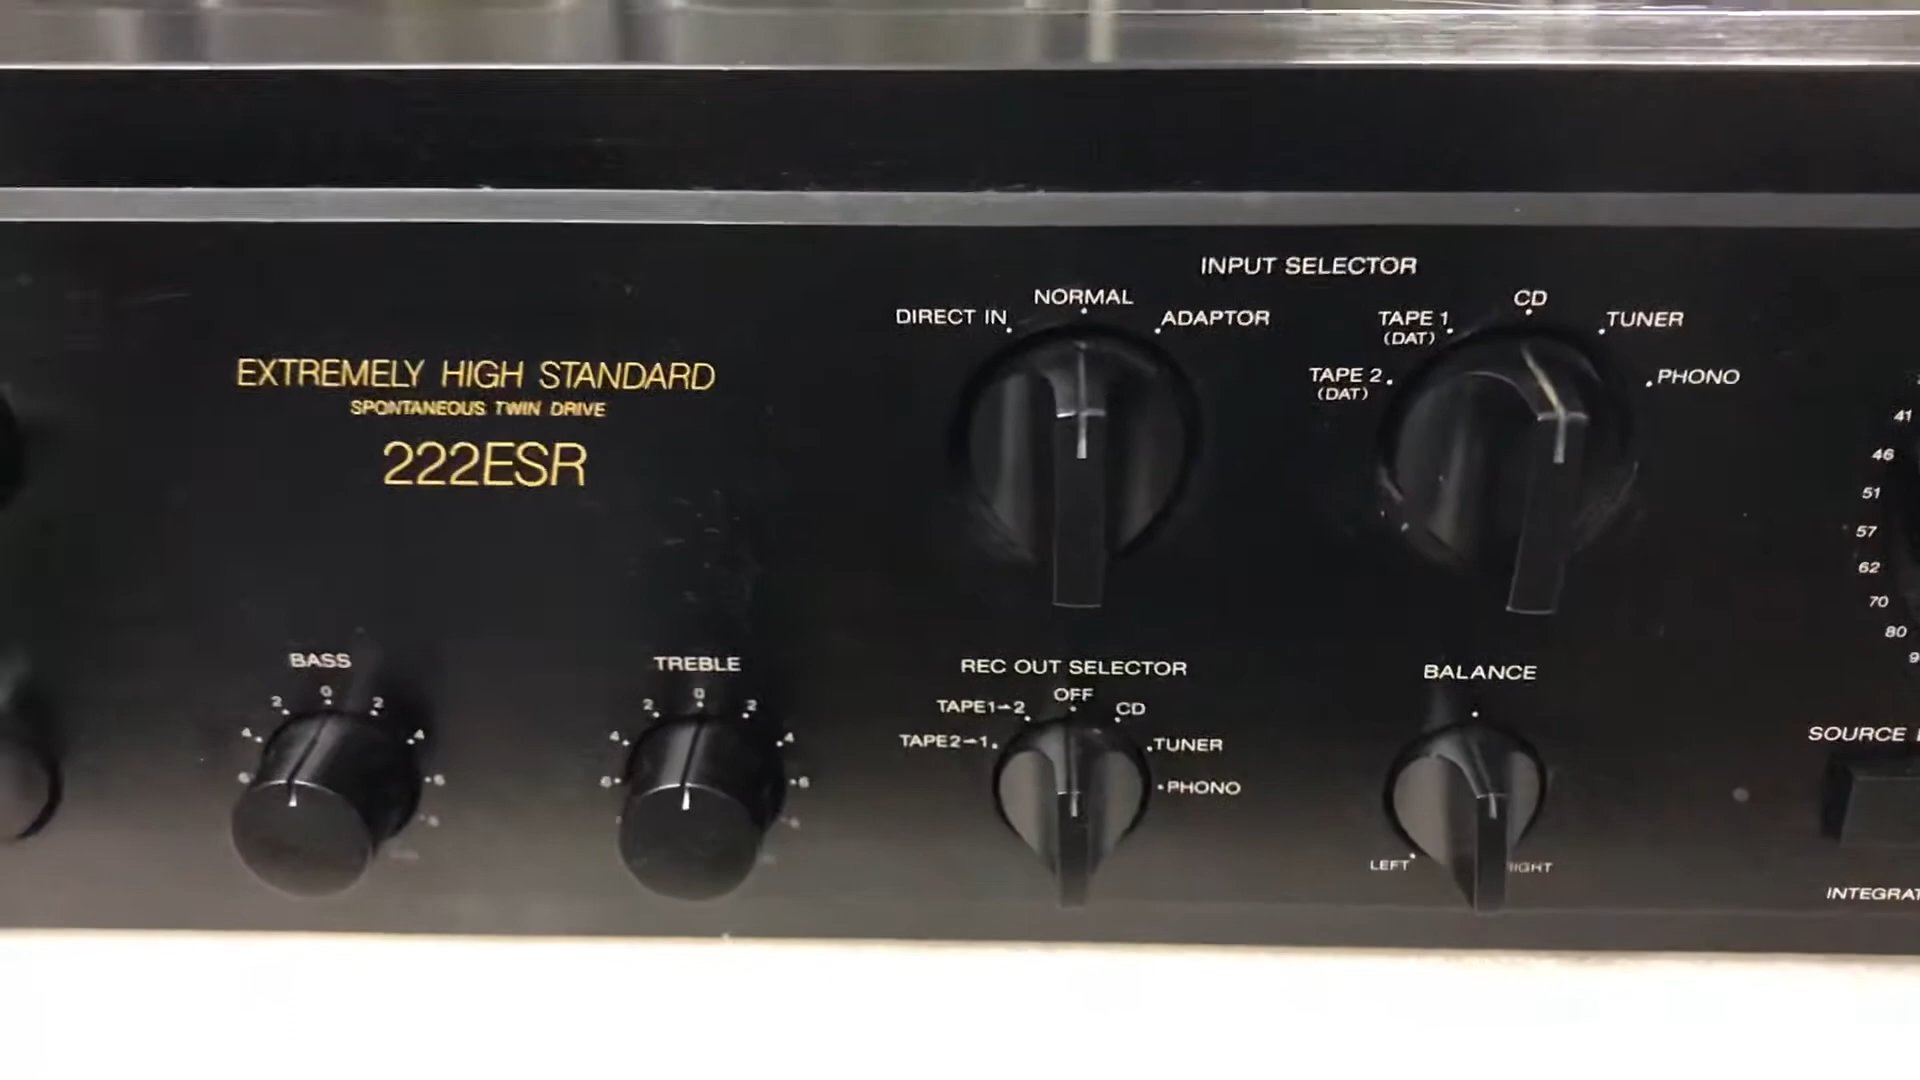 INPUT SELECTOR
DIRECT IN
NORMAL
ADAPTOR
TAPE 2
(DAT)
TAPE 1
(DAT)
CD
TUNER
PHONO
EXTREMELY HIGH STANDARD
SPONTANEOUS TWIN DRIVE
222ESR
41
46
51
57
62
70
80
BASS
6 4 2 0 2 4 6
TREBLE
6 4 2 0 2 4 6
REC OUT SELECTOR
TAPE2→1
TAPE1→2
OFF
CD
TUNER
PHONO
BALANCE
LEFT
RIGHT
SOURCE